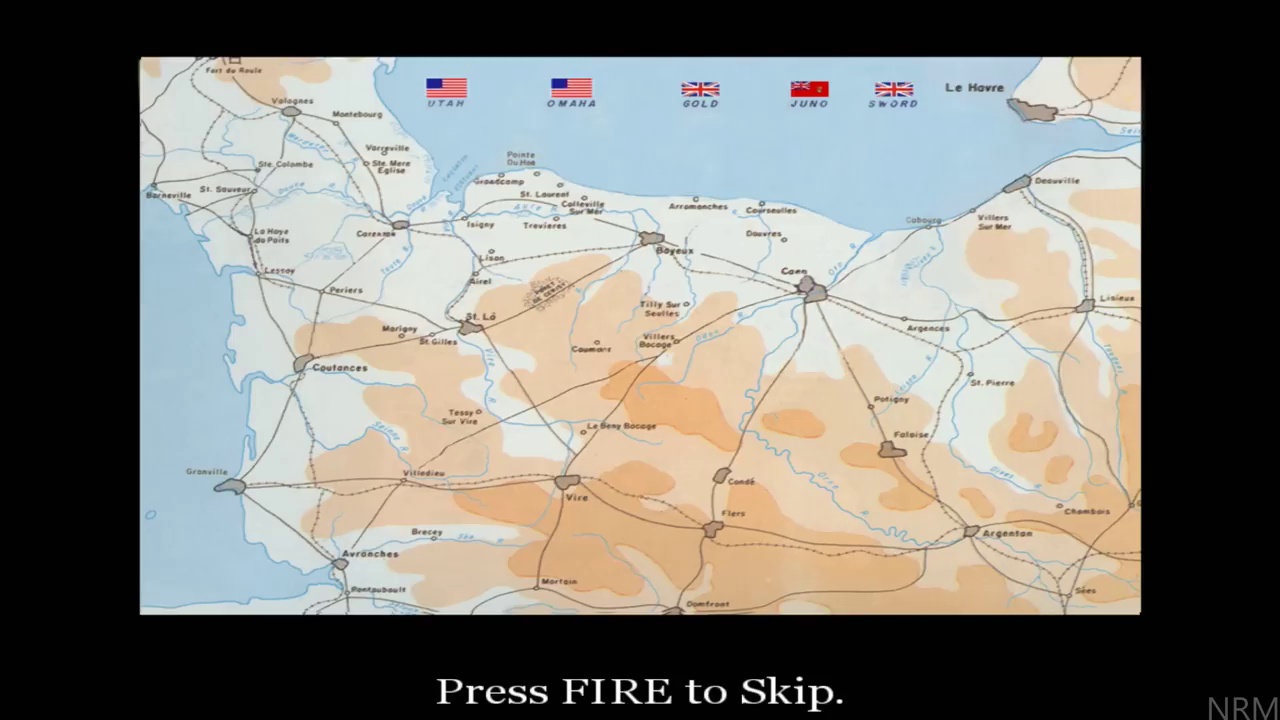 Fort du Roule
UTAH
OMAHA
GOLD
JUNO
SWORD
Le Havre
Valognes
Montebourg
Varreville
Ste. Mere
Eglise
Ste. Colombe
St. Sauveur
Barneville
Pointe
Du Hoe
Grandcamp
St. Laurent
Colleville
Sur Mer
Arromanches
Courseulles
Deauville
Cabourg
Villers
Sur Mer
Carentan
Isigny
Trevieres
Douvres
La Haye
du Puits
Lison
Bayeux
Lessay
Airel
Caen
Periers
Tilly Sur
Seulles
Lisieux
St. Lô
Marigny
St. Gilles
Villers
Bocage
Argences
Caumont
Coutances
St. Pierre
Potigny
Tessy
Sur Vire
Le Beny Bocage
Falaise
Granville
Villedieu
Vire
Condé
Flers
Chambois
Brecey
Argenton
Avranches
Pontaubault
Mortain
Domfront
Sées
Press FIRE to Skip.
NRM